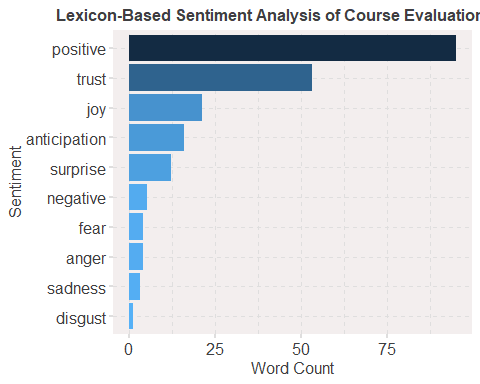 Lexicon-Based Sentiment Analysis of Course Evaluation
positive
trust
joy
anticipation
surprise
negative
fear
anger
sadness
disgust
Sentiment
0
25
50
75
Word Count